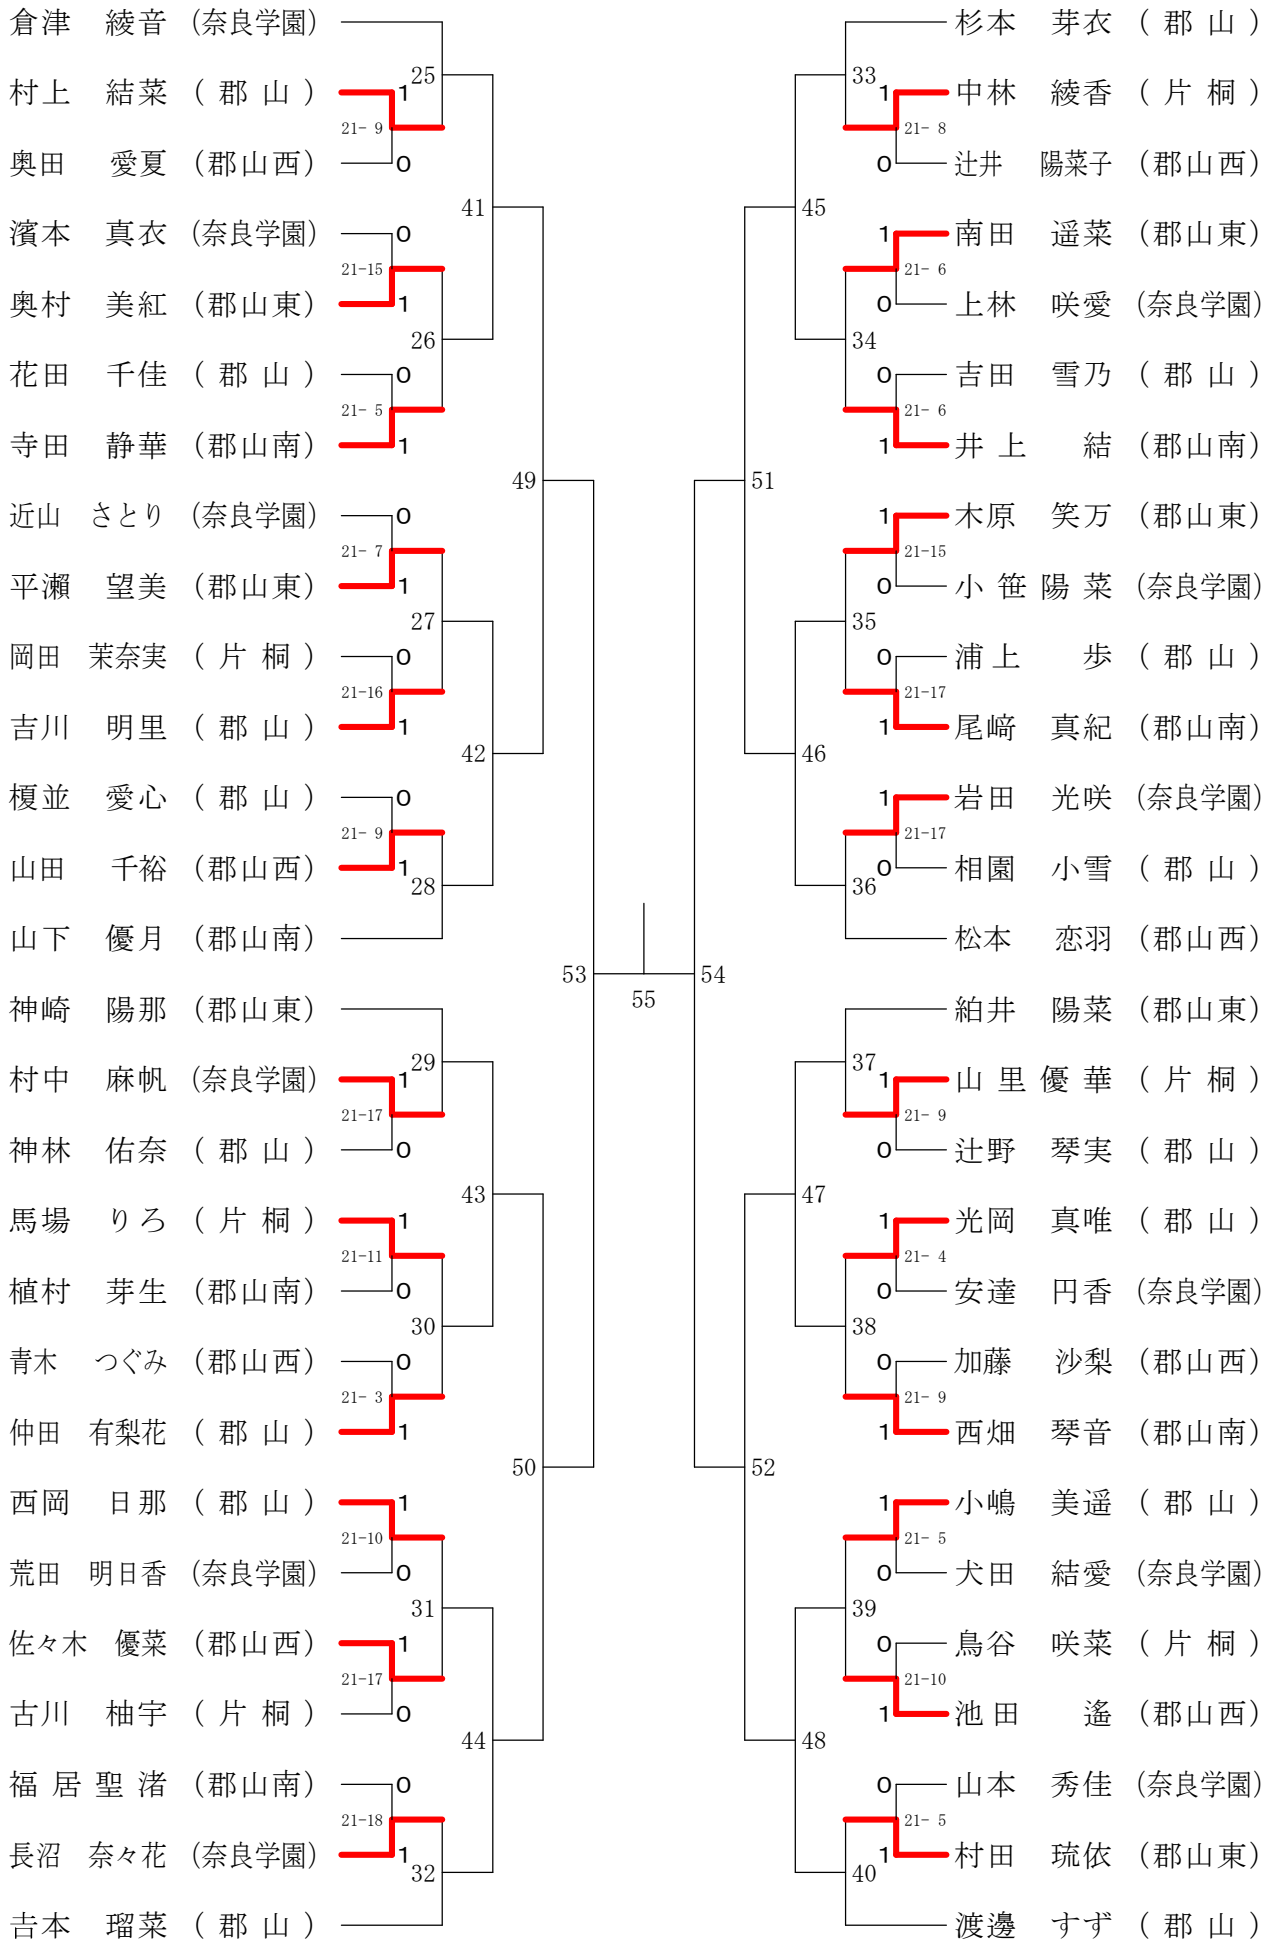 倉津　綾音 (奈良学園)
25
村上　結菜 ( 郡 山 ) 1
21- 9
奥田　愛夏 (郡山西) 0
41
濱本　真衣 (奈良学園) 0
21-15
奥村　美紅 (郡山東) 1
26
花田　千佳 ( 郡 山 ) 0
21- 5
寺田　静華 (郡山南) 1
49
近山　さとり (奈良学園) 0
21- 7
平瀬　望美 (郡山東) 1
27
岡田　茉奈実 ( 片 桐 ) 0
21-16
吉川　明里 ( 郡 山 ) 1
42
榎並　愛心 ( 郡 山 ) 0
21- 9
山田　千裕 (郡山西) 1
28
山下　優月 (郡山南)
53
神崎　陽那 (郡山東)
29
村中　麻帆 (奈良学園) 1
21-17
神林　佑奈 ( 郡 山 ) 0
43
馬場　りろ ( 片 桐 ) 1
21-11
植村　芽生 (郡山南) 0
30
青木　つぐみ (郡山西) 0
21- 3
仲田　有梨花 ( 郡 山 ) 1
50
西岡　日那 ( 郡 山 ) 1
21-10
荒田　明日香 (奈良学園) 0
31
佐々木　優菜 (郡山西) 1
21-17
古川　柚宇 ( 片 桐 ) 0
44
福 居 聖 渚 (郡山南) 0
21-18
長沼　奈々花 (奈良学園) 1
32
吉本　瑠菜 ( 郡 山 )
55
杉本　芽衣 ( 郡 山 )
33
1 中林　綾香 ( 片 桐 )
21- 8
0 辻井　陽菜子 (郡山西)
45
1 南田　遥菜 (郡山東)
21- 6
0 上林　咲愛 (奈良学園)
34
0 吉田　雪乃 ( 郡 山 )
21- 6
1 井 上　　結 (郡山南)
51
1 木原　笑万 (郡山東)
21-15
0 小 笹 陽 菜 (奈良学園)
35
0 浦 上　　歩 ( 郡 山 )
21-17
1 尾﨑　真紀 (郡山南)
46
1 岩田　光咲 (奈良学園)
21-17
0 相園　小雪 ( 郡 山 )
36
松本　恋羽 (郡山西)
54
絈井　陽菜 (郡山東)
37
1 山 里 優 華 ( 片 桐 )
21- 9
0 辻野　琴実 ( 郡 山 )
47
1 光岡　真唯 ( 郡 山 )
21- 4
0 安達　円香 (奈良学園)
38
0 加藤　沙梨 (郡山西)
21- 9
1 西畑　琴音 (郡山南)
52
1 小嶋　美遥 ( 郡 山 )
21- 5
0 犬田　結愛 (奈良学園)
39
0 鳥谷　咲菜 ( 片 桐 )
21-10
1 池 田　　遙 (郡山西)
48
0 山本　秀佳 (奈良学園)
21- 5
1 村田　琉依 (郡山東)
40
渡邊　すず ( 郡 山 )